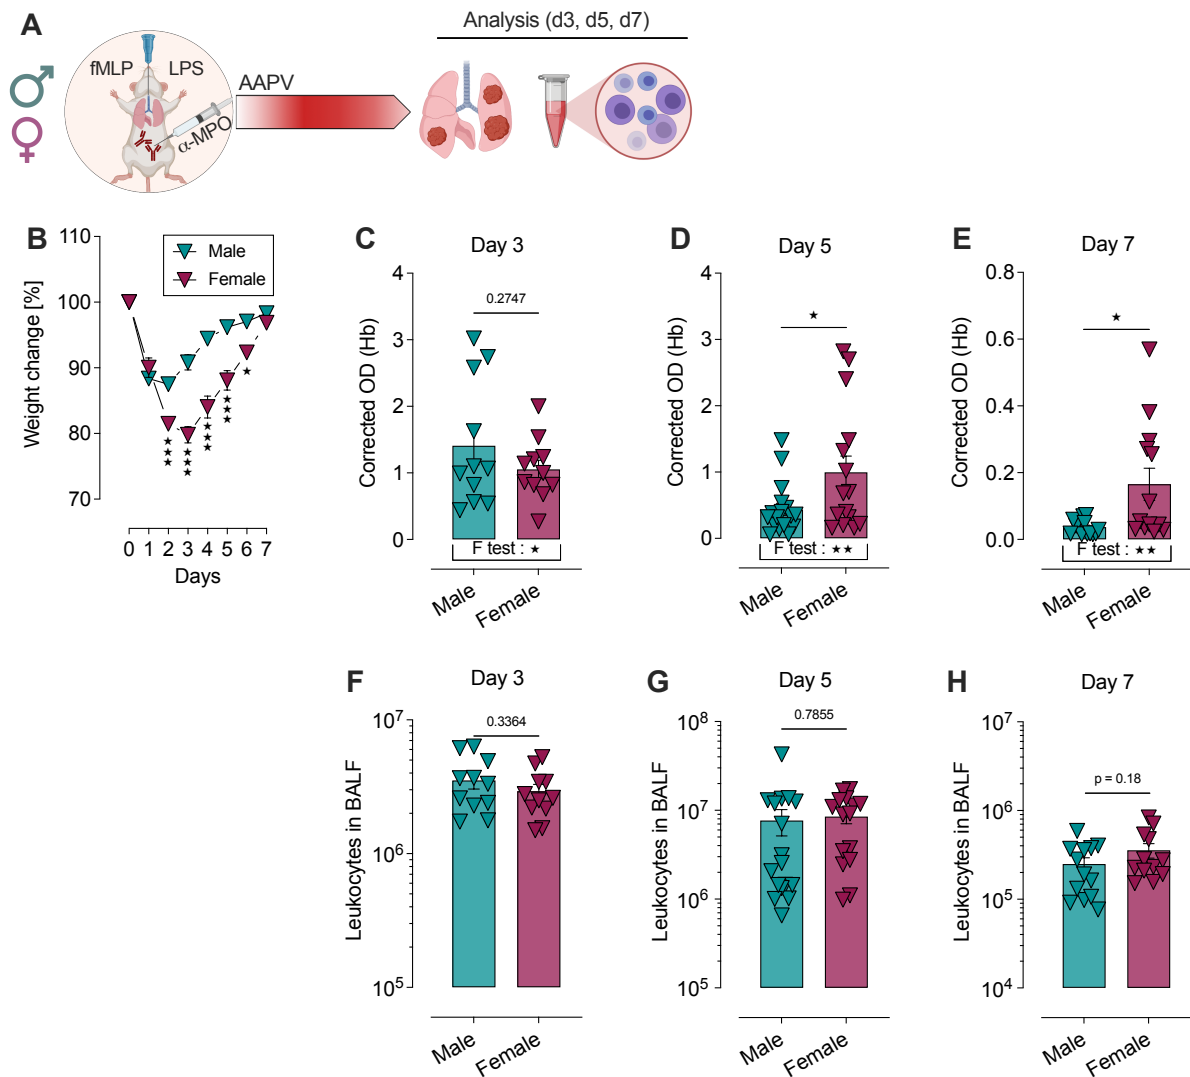 A
Analysis (d3, d5, d7)
fMLP
LPS
AAPV
α-MPO
B
Weight change [%]
110
100
90
80
70
Male
Female
★★★
★★★
★★★
★★★
★
0 1 2 3 4 5 6 7
Days
C
Day 3
Corrected OD (Hb)
4
3
2
1
0
0.2747
F test : ★
Male
Female
D
Day 5
Corrected OD (Hb)
4
3
2
1
0
★
F test : ★★
Male
Female
E
Day 7
Corrected OD (Hb)
0.8
0.6
0.4
0.2
0.0
★
F test : ★★
Male
Female
F
Day 3
Leukocytes in BALF
10⁷
10⁶
10⁵
0.3364
Male
Female
G
Day 5
Leukocytes in BALF
10⁸
10⁷
10⁶
10⁵
0.7855
Male
Female
H
Day 7
Leukocytes in BALF
10⁷
10⁶
10⁵
10⁴
p = 0.18
Male
Female